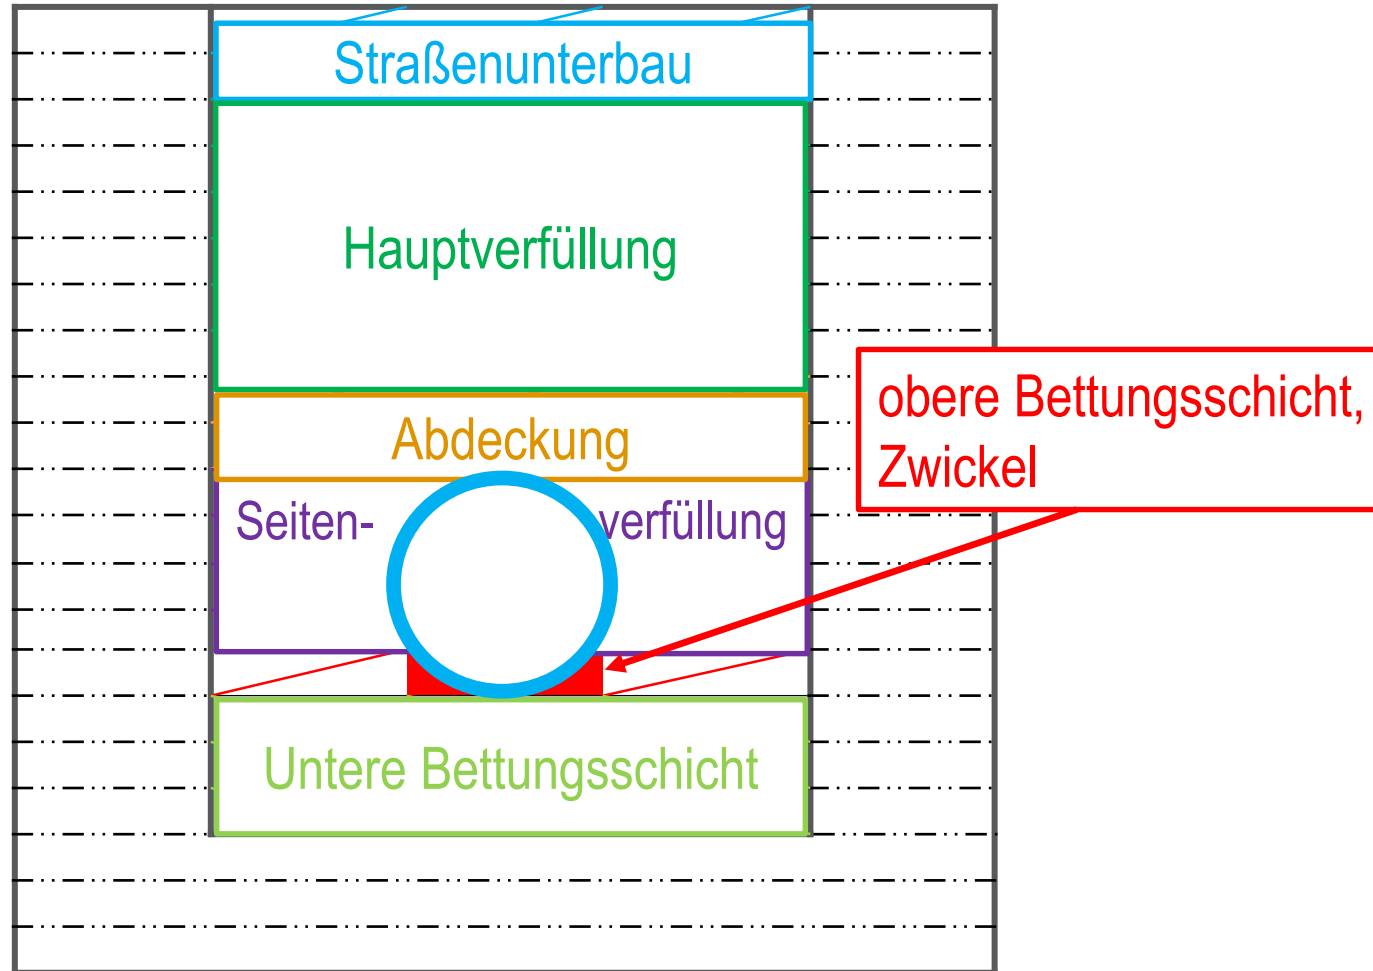 Straßenunterbau
Hauptverfüllung
obere Bettungsschicht,
Zwickel
Abdeckung
Seiten- verfüllung
Untere Bettungsschicht